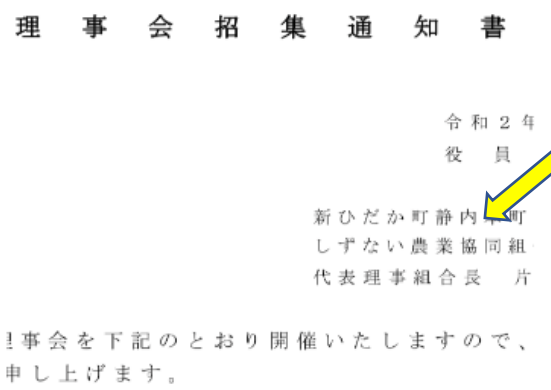 理事会招集通知書
令和2年
役 員
新ひだか町静内 町
しずない農業協同組
代表理事組合長 片
事会を下記のとおり開催いたしますので、
申し上げます。